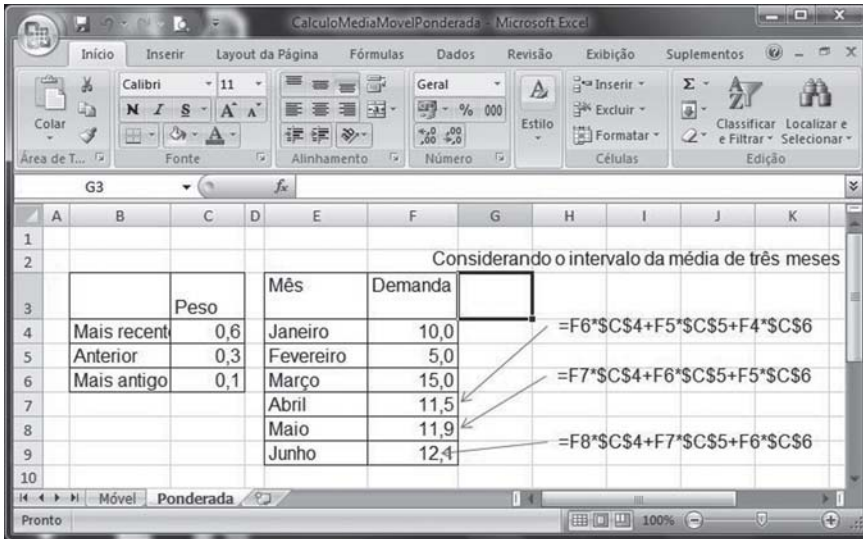 CalculoMediaMovelPonderada - Microsoft Excel
Início Inserir Layout da Página Fórmulas Dados Revisão Exibição Suplementos
Colar
Calibri 11
N I S A A
Geral
% 000
Estilo
Inserir
Excluir
Formatar
Σ
Classificar e Filtrar
Localizar e Selecionar
Área de T... Fonte Alinhamento Número Células Edição
G3 fx
A B C D E F G H I J K
1
2 Considerando o intervalo da média de três meses
3 Peso Mês Demanda
4 Mais recent 0,6 Janeiro 10,0 =F6*$C$4+F5*$C$5+F4*$C$6
5 Anterior 0,3 Fevereiro 5,0
6 Mais antigo 0,1 Março 15,0 =F7*$C$4+F6*$C$5+F5*$C$6
7 Abril 11,5
8 Maio 11,9
9 Junho 12,4 =F8*$C$4+F7*$C$5+F6*$C$6
10
Móvel Ponderada
Pronto 100%